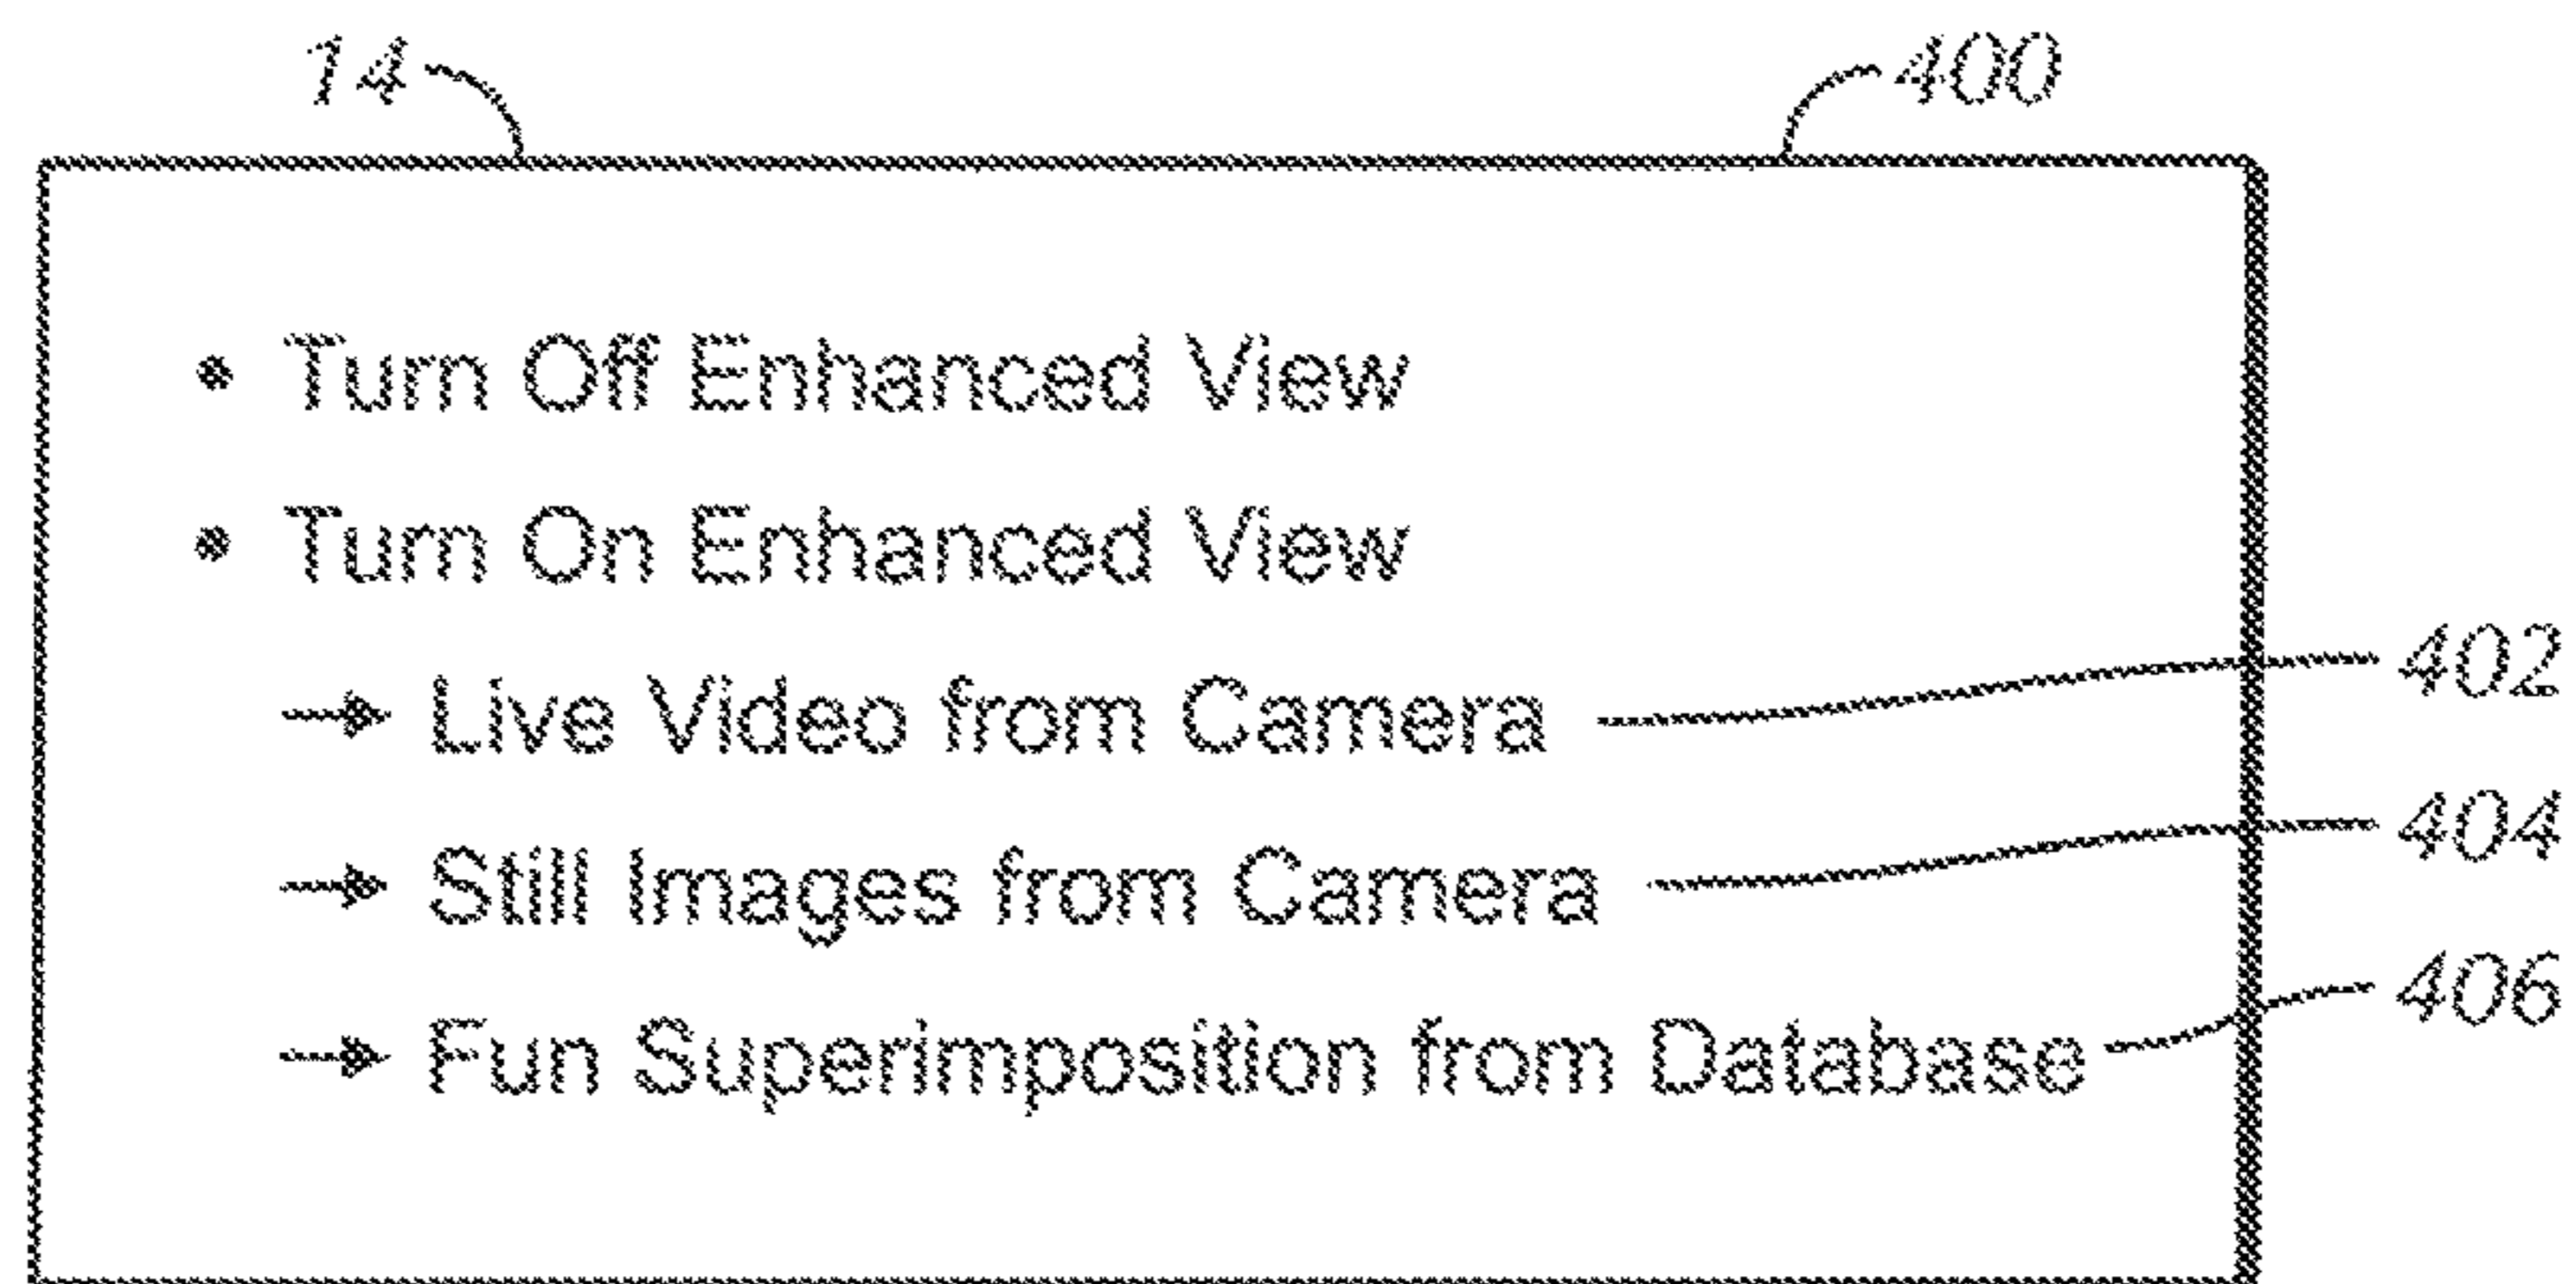 14 400
• Turn Off Enhanced View
• Turn On Enhanced View
→ Live Video from Camera 402
→ Still Images from Camera 404
→ Fun Superimposition from Database 406